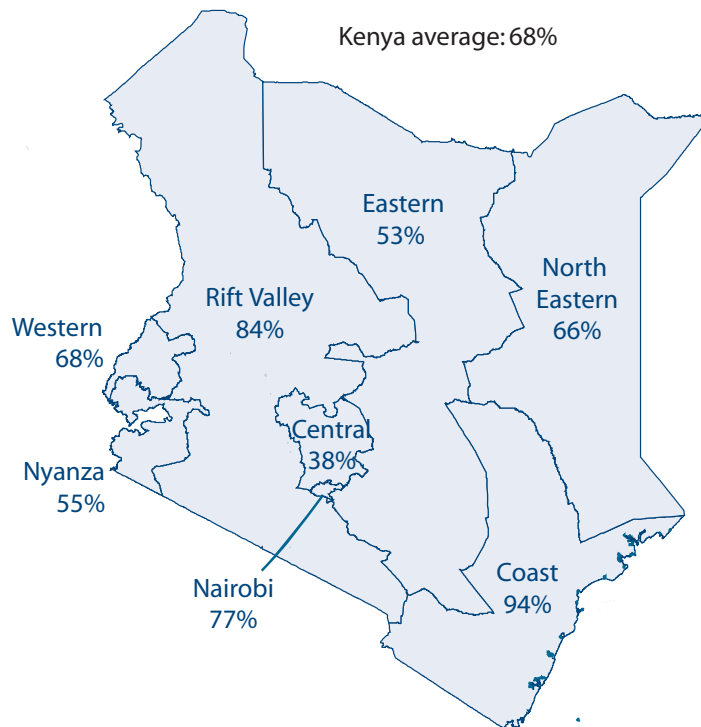 Kenya average: 68%
Eastern
53%
North
Eastern
66%
Rift Valley
84%
Western
68%
Central
38%
Nyanza
55%
Nairobi
77%
Coast
94%